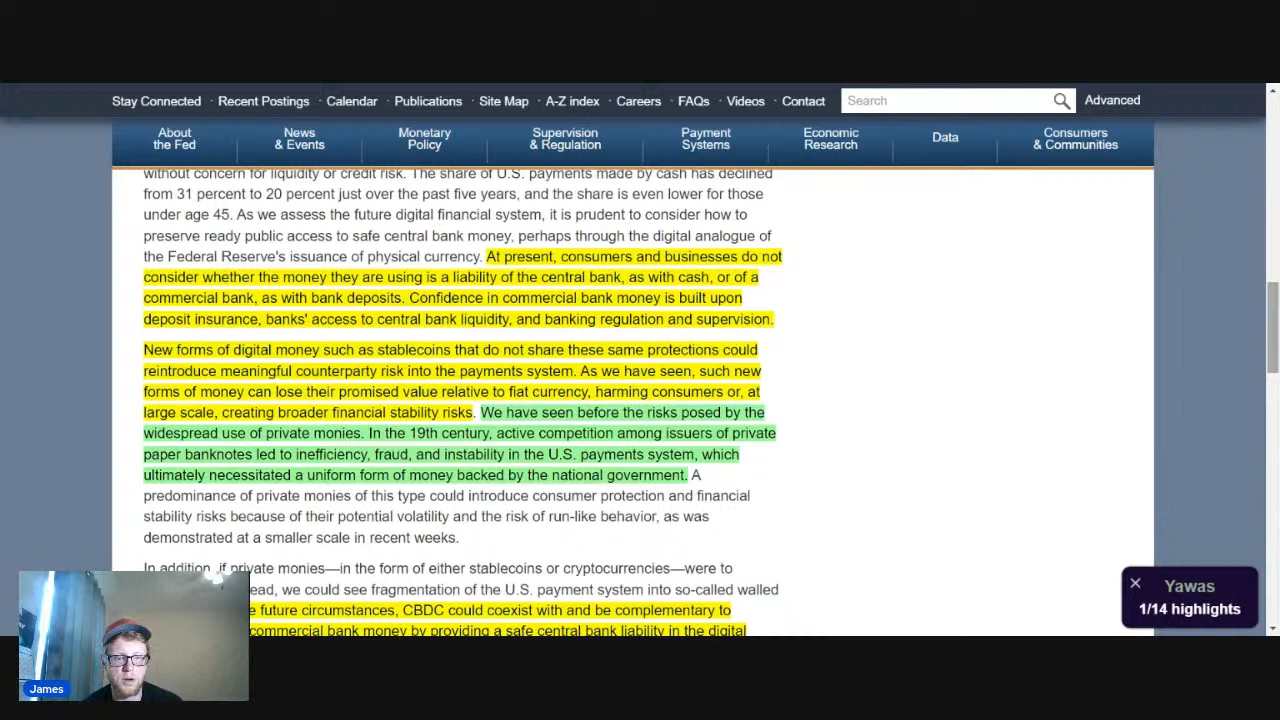 Stay Connected · Recent Postings · Calendar · Publications · Site Map · A-Z index · Careers · FAQs · Videos · Contact Search Advanced
About the Fed
News & Events
Monetary Policy
Supervision & Regulation
Payment Systems
Economic Research
Data
Consumers & Communities
without concern for liquidity or credit risk. The share of U.S. payments made by cash has declined
from 31 percent to 20 percent just over the past five years, and the share is even lower for those
under age 45. As we assess the future digital financial system, it is prudent to consider how to
preserve ready public access to safe central bank money, perhaps through the digital analogue of
the Federal Reserve's issuance of physical currency. At present, consumers and businesses do not
consider whether the money they are using is a liability of the central bank, as with cash, or of a
commercial bank, as with bank deposits. Confidence in commercial bank money is built upon
deposit insurance, banks' access to central bank liquidity, and banking regulation and supervision.
New forms of digital money such as stablecoins that do not share these same protections could
reintroduce meaningful counterparty risk into the payments system. As we have seen, such new
forms of money can lose their promised value relative to fiat currency, harming consumers or, at
large scale, creating broader financial stability risks. We have seen before the risks posed by the
widespread use of private monies. In the 19th century, active competition among issuers of private
paper banknotes led to inefficiency, fraud, and instability in the U.S. payments system, which
ultimately necessitated a uniform form of money backed by the national government. A
predominance of private monies of this type could introduce consumer protection and financial
stability risks because of their potential volatility and the risk of run-like behavior, as was
demonstrated at a smaller scale in recent weeks.
In addition, if private monies—in the form of either stablecoins or cryptocurrencies—were to
ead, we could see fragmentation of the U.S. payment system into so-called walled
e future circumstances, CBDC could coexist with and be complementary to
commercial bank money by providing a safe central bank liability in the digital
Yawas
1/14 highlights
James